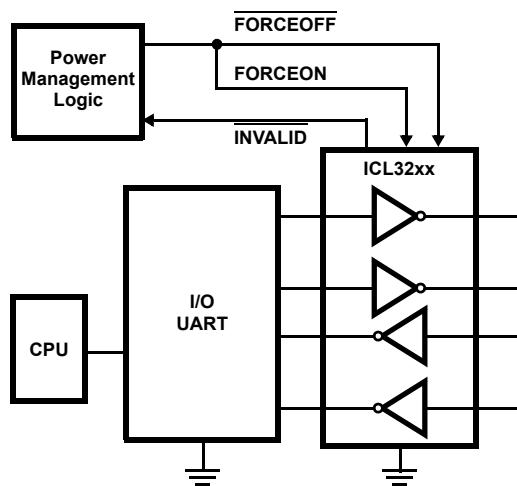 FORCEOFF
Power
Management
Logic
FORCEON
INVALID
ICL32xx
I/O
UART
CPU